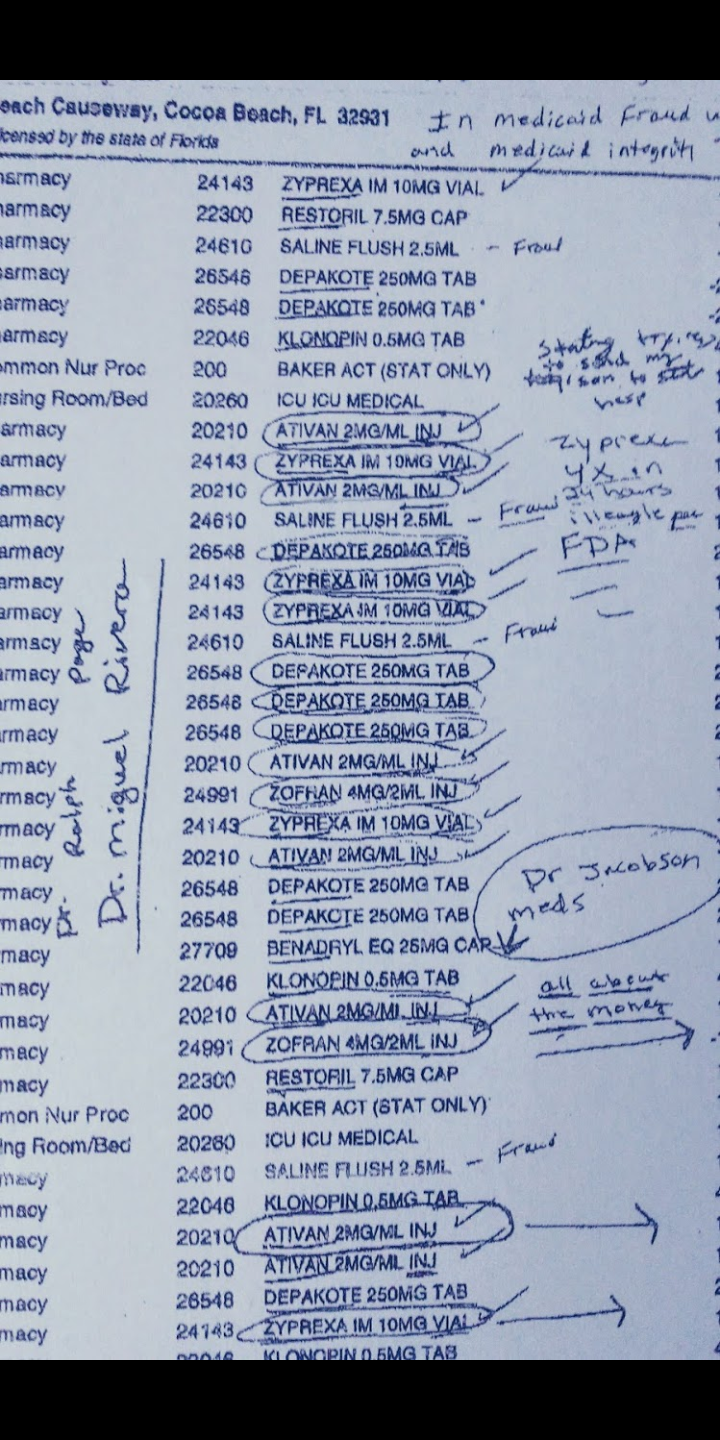 each Causeway, Cocoa Beach, FL 32931 In medicaid Fraud
icensed by the state of Florida and medicaid integriti
harmacy 24143 ZYPREXA IM 10MG VIAL
harmacy 22300 RESTORIL 7.5MG CAP
harmacy 24610 SALINE FLUSH 2.5ML - Fraud
armacy 26548 DEPAKOTE 250MG TAB
armacy 26548 DEPAKOTE 250MG TAB
armacy 22046 KLONOPIN 0.5MG TAB
ommon Nur Proc 200 BAKER ACT (STAT ONLY)
Stating
to send my
son to state
hosp
ursing Room/Bed 20260 ICU ICU MEDICAL
armacy 20210 ATIVAN 2MG/ML INJ
armacy 24143 ZYPREXA IM 10MG VIAL
armacy 20210 ATIVAN 2MG/ML INJ
Zyprexa
4X in
24 hours
illeagle per
FDA
armacy 24610 SALINE FLUSH 2.5ML - Fraud
armacy 26548 DEPAKOTE 250MG TAB
armacy 24143 ZYPREXA IM 10MG VIAL
armacy 24143 ZYPREXA IM 10MG VIAL
armacy 24610 SALINE FLUSH 2.5ML - Fraud
armacy 26548 DEPAKOTE 250MG TAB
armacy 26548 DEPAKOTE 250MG TAB
armacy 26548 DEPAKOTE 250MG TAB
rmacy 20210 ATIVAN 2MG/ML INJ
rmacy 24991 ZOFRAN 4MG/2ML INJ
rmacy 24143 ZYPREXA IM 10MG VIAL
rmacy 20210 ATIVAN 2MG/ML INJ
Dr. Ralph Page
Dr. Miguel Rivera
rmacy 26548 DEPAKOTE 250MG TAB
rmacy 26548 DEPAKOTE 250MG TAB
Dr Jacobson
meds
rmacy 27709 BENADRYL EQ 25MG CAP
macy 22046 KLONOPIN 0.5MG TAB
macy 20210 ATIVAN 2MG/ML INJ
all about
the money
macy 24991 ZOFRAN 4MG/2ML INJ
macy 22300 RESTORIL 7.5MG CAP
mon Nur Proc 200 BAKER ACT (STAT ONLY)
ing Room/Bed 20260 ICU ICU MEDICAL
macy 24610 SALINE FLUSH 2.5ML - Fraud
macy 22046 KLONOPIN 0.5MG TAB
macy 20210 ATIVAN 2MG/ML INJ
macy 20210 ATIVAN 2MG/ML INJ
macy 26548 DEPAKOTE 250MG TAB
macy 24143 ZYPREXA IM 10MG VIAL
22046 KLONOPIN 0.5MG TAB